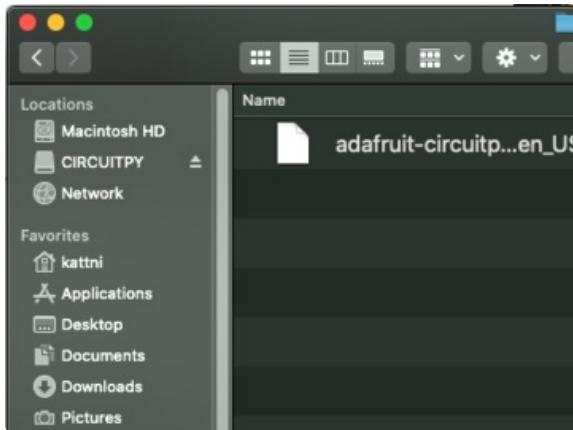 Locations
Macintosh HD
CIRCUITPY
Network
Favorites
kattni
Applications
Desktop
Documents
Downloads
Pictures
Name
adafruit-circuitp...en_US